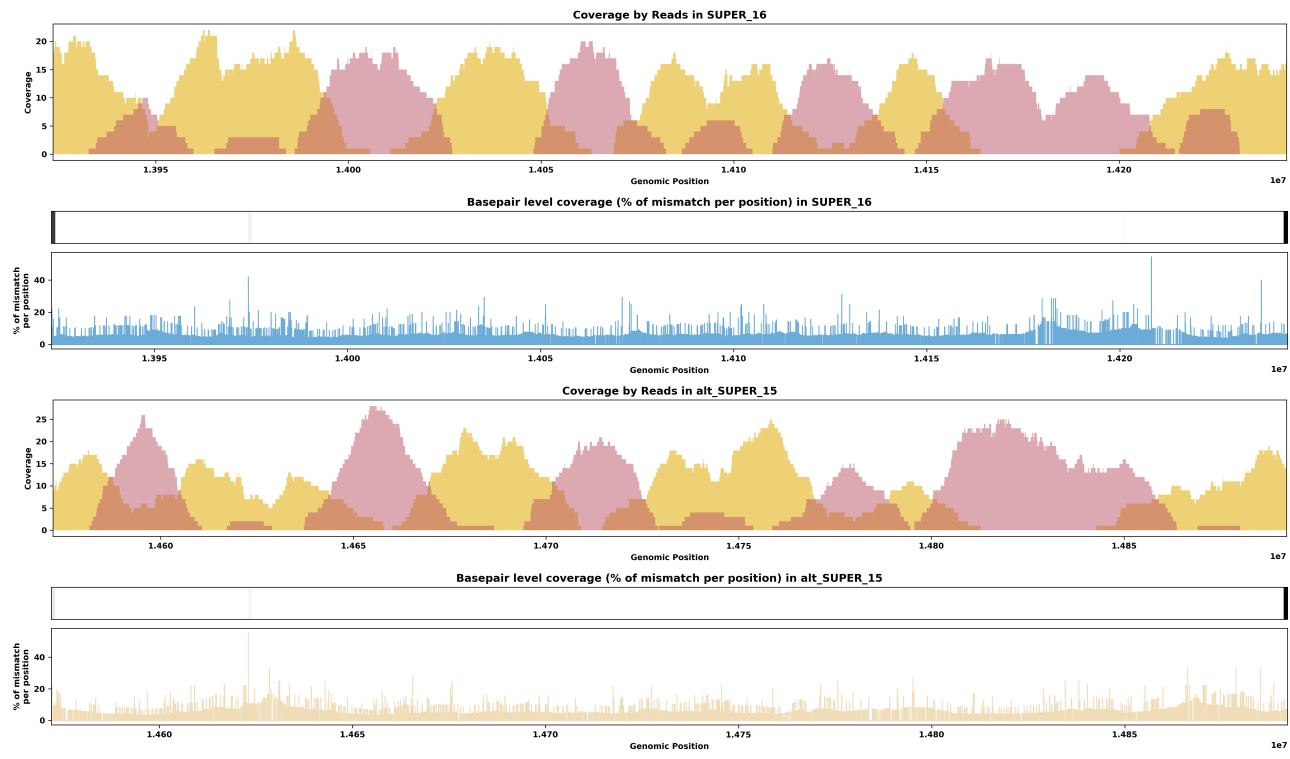 Coverage by Reads in SUPER_16
Coverage
20
15
10
5
0
1.395 1.400 1.405 1.410 1.415 1.420
Genomic Position
1e7
Basepair level coverage (% of mismatch per position) in SUPER_16
% of mismatch
per position
40
20
0
1.395 1.400 1.405 1.410 1.415 1.420
Genomic Position
1e7
Coverage by Reads in alt_SUPER_15
Coverage
25
20
15
10
5
0
1.460 1.465 1.470 1.475 1.480 1.485
Genomic Position
1e7
Basepair level coverage (% of mismatch per position) in alt_SUPER_15
% of mismatch
per position
40
20
0
1.460 1.465 1.470 1.475 1.480 1.485
Genomic Position
1e7